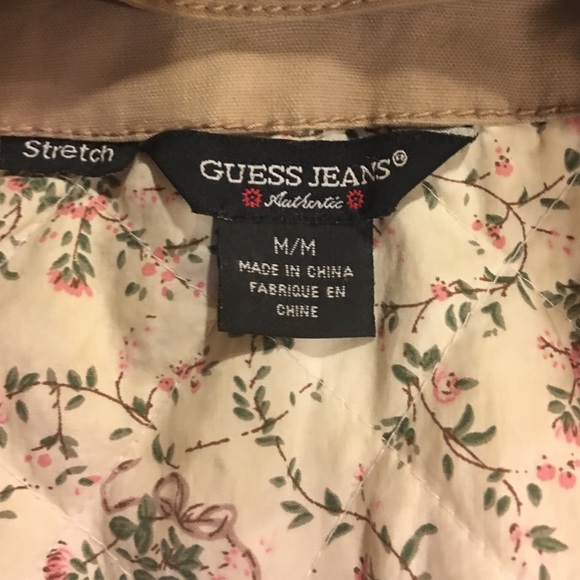 Stretch
GUESS JEANS®
Authentic
M/M
MADE IN CHINA
FABRIQUE EN
CHINE